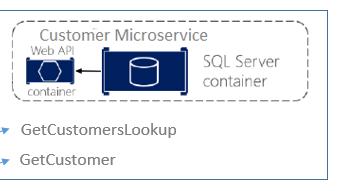 Customer Microservice
Web API
container
SQL Server
container
GetCustomersLookup
GetCustomer